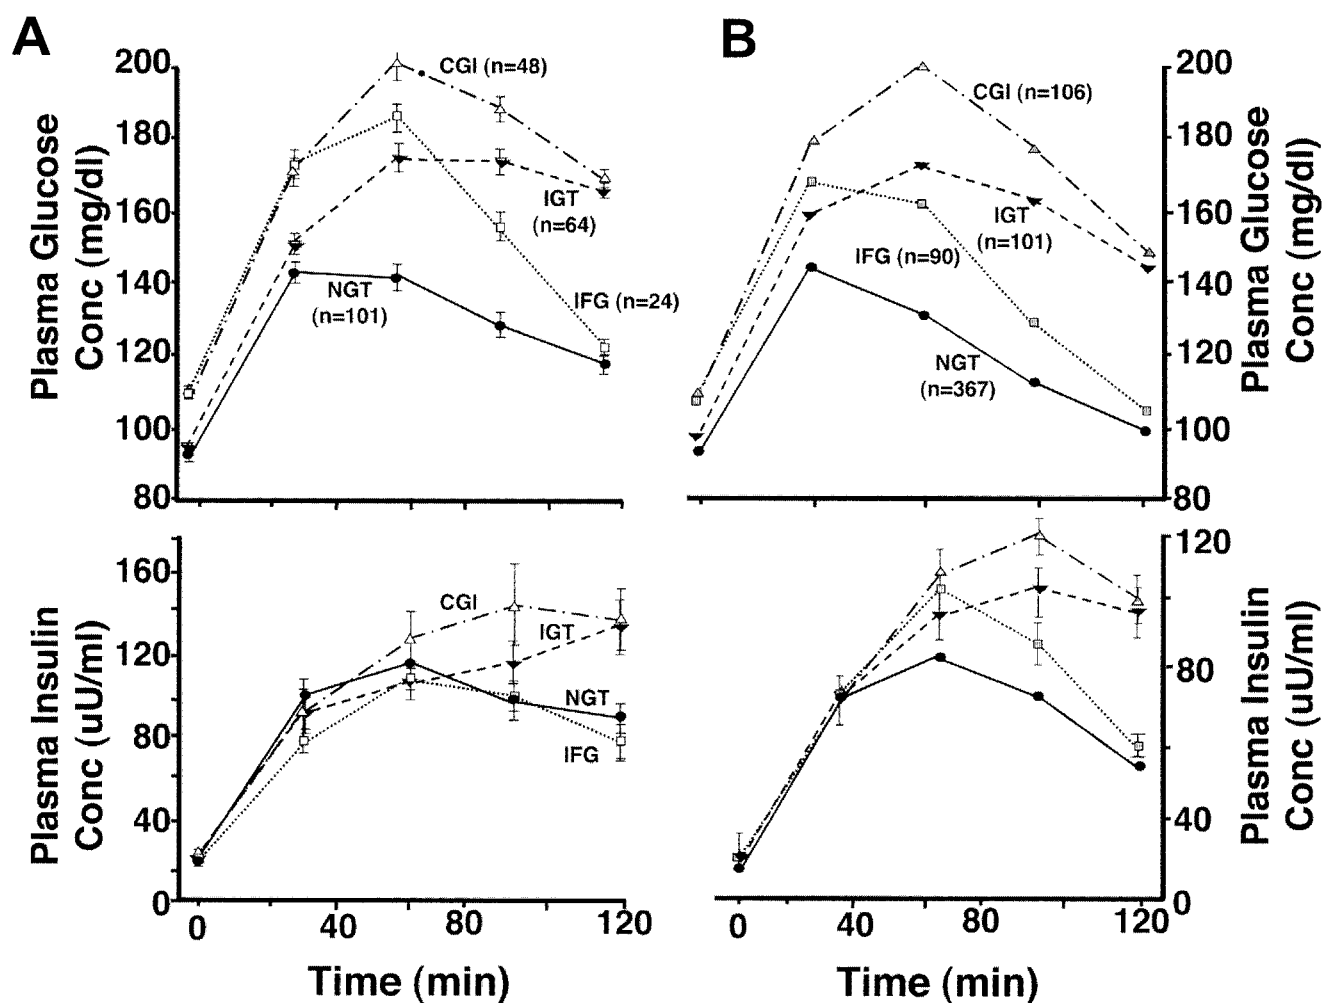 A
B
Plasma Glucose
Conc (mg/dl)
200
180
160
140
120
100
80
CGI (n=48)
IGT
(n=64)
NGT
(n=101)
IFG (n=24)
CGI (n=106)
IGT
(n=101)
IFG (n=90)
NGT
(n=367)
200
180
160
140
120
100
80
Plasma Glucose
Conc (mg/dl)
Plasma Insulin
Conc (uU/ml)
160
120
80
40
0
CGI
IGT
NGT
IFG
0
40
80
120
Time (min)
120
80
40
0
Plasma Insulin
Conc (uU/ml)
0
40
80
120
Time (min)